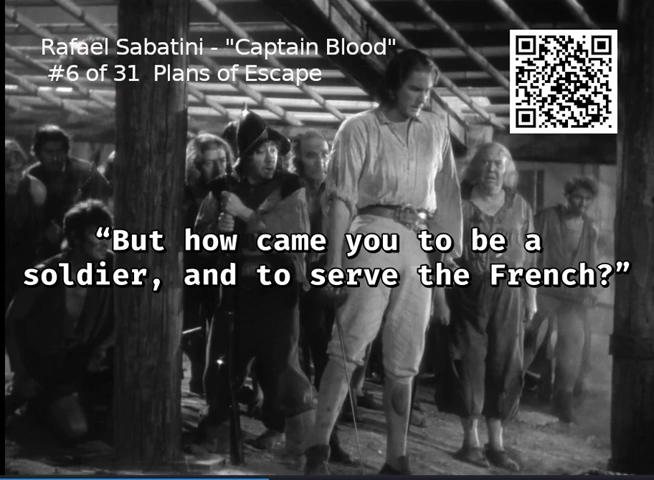 Rafael Sabatini - "Captain Blood"
#6 of 31  Plans of Escape
“But how came you to be a
soldier, and to serve the French?”